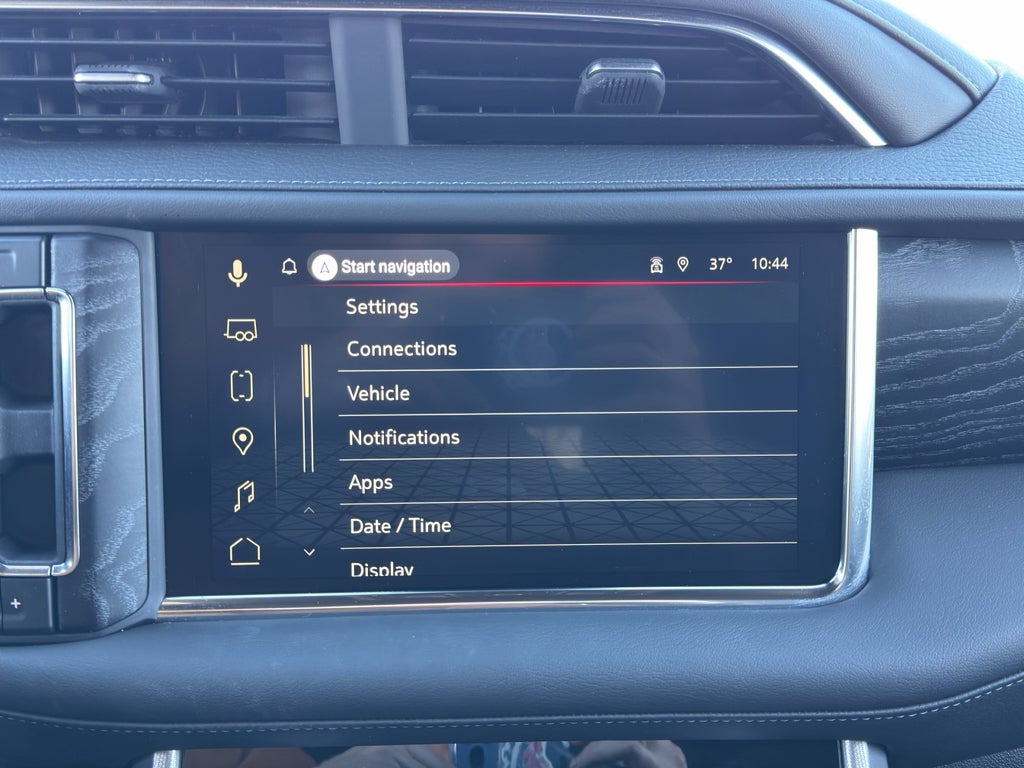 Start navigation
37° 10:44
Settings
Connections
Vehicle
Notifications
Apps
Date / Time
Display
+